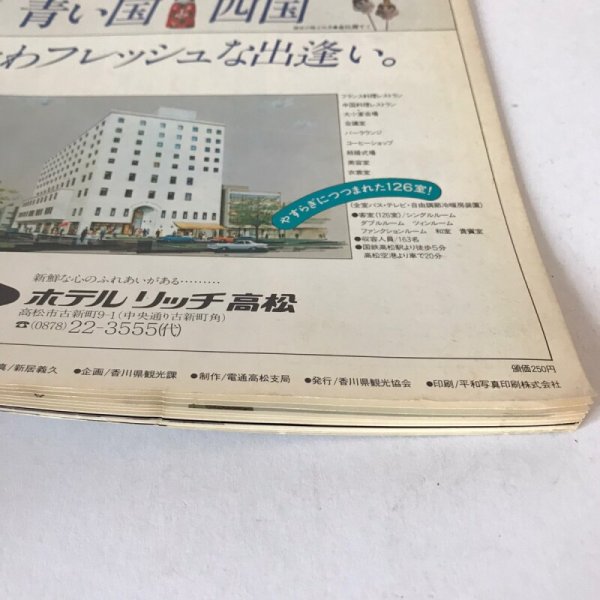 青い国 四国
わフレッシュな出逢い。
フランス料理レストラン
中国料理レストラン
大小宴会場
会議室
バーラウンジ
コーヒーショップ
結婚式場
美容室
衣裳室
やすらぎにつつまれた126室!
(全室バス・テレビ・自由調節冷暖房装置)
●客室(126室)/シングルルーム
ダブルルーム ツインルーム
ファンクションルーム 和室 貴賓室
●収容人員/163名
●国鉄高松駅より徒歩5分
高松空港より車で20分
新鮮な心のふれあいがある………
ホテル リッチ 高松
高松市古新町9-1(中央通り古新町角)
☎(0878)22-3555(代)
真/新居義久 ●企画/香川県観光課 ●制作/電通高松支局 ●発行/香川県観光協会 ●印刷/平和写真印刷株式会社
頒価250円